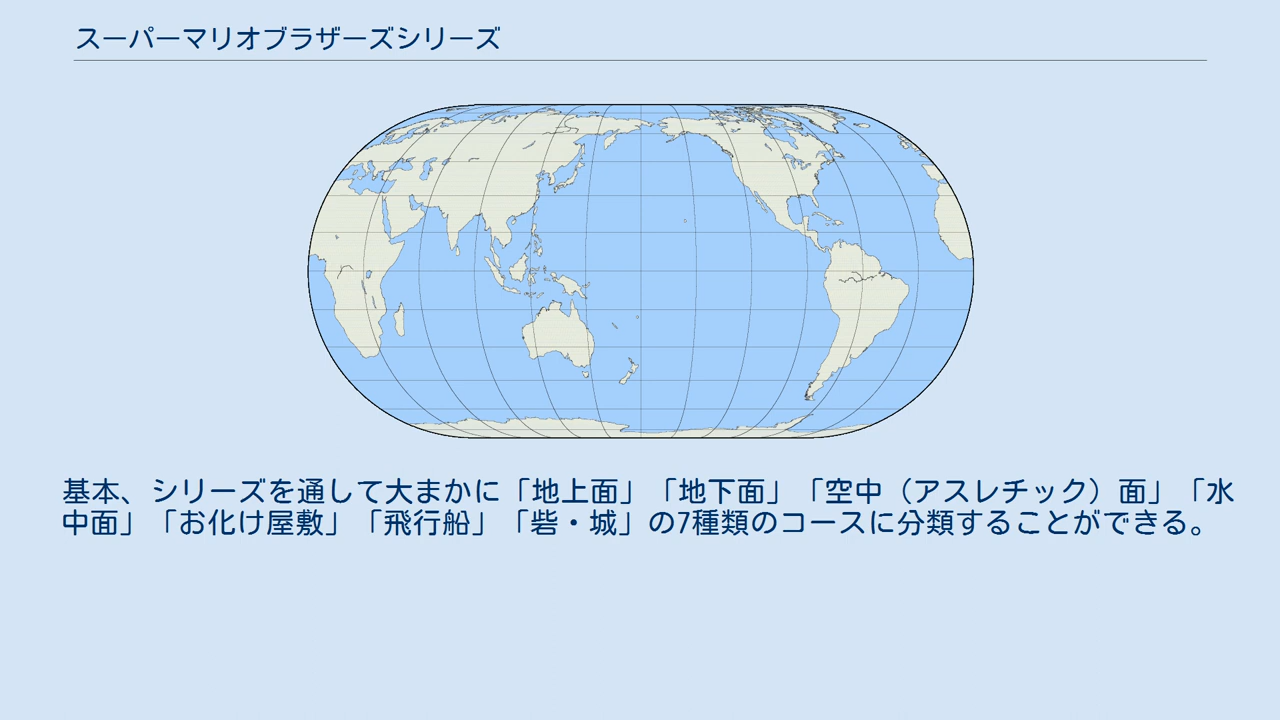 スーパーマリオブラザーズシリーズ
基本、シリーズを通して大まかに「地上面」「地下面」「空中（アスレチック）面」「水
中面」「お化け屋敷」「飛行船」「砦・城」の7種類のコースに分類することができる。